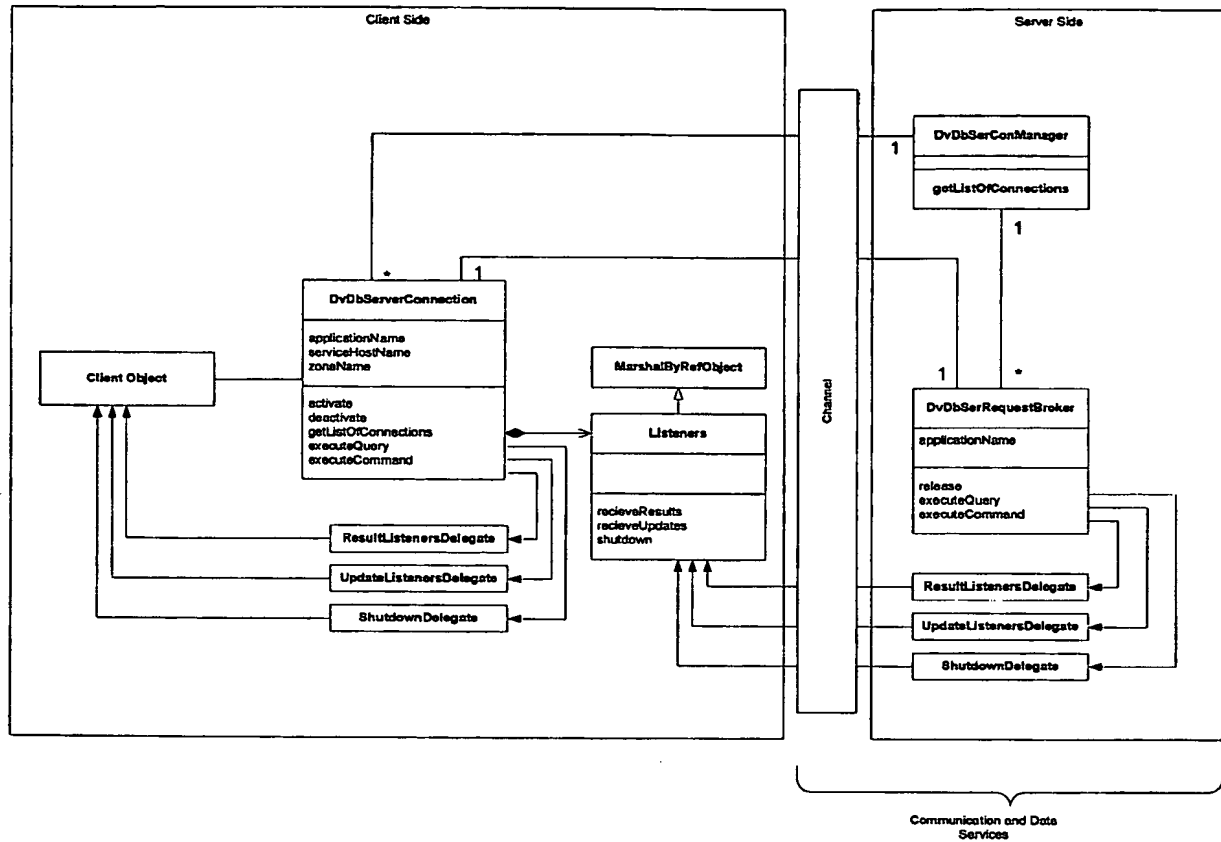 Client Side
Server Side
DvDbSerConManager
getListOfConnections
1
1
*
1
DvDbServerConnection
applicationName
serviceHostName
zoneName
activate
deactivate
getListOfConnections
executeQuery
executeCommand
Client Object
MarshalByRefObject
Listeners
recieveResults
recieveUpdates
shutdown
Channel
1
*
DvDbSerRequestBroker
applicationName
release
executeQuery
executeCommand
ResultListenersDelegate
UpdateListenersDelegate
ShutdownDelegate
ResultListenersDelegate
UpdateListenersDelegate
ShutdownDelegate
Communication and Data
Services